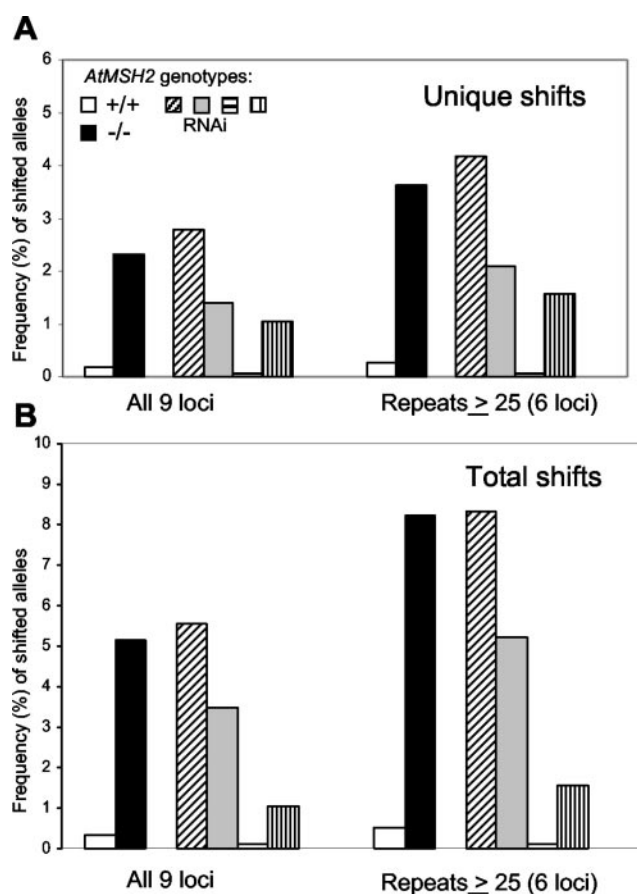 A
6
AtMSH2 genotypes:
+/+
RNAi
-/-
Unique shifts
5
4
3
2
1
0
Frequency (%) of shifted alleles
All 9 loci
Repeats ≥ 25 (6 loci)
B
10
Total shifts
9
8
7
6
5
4
3
2
1
0
Frequency (%) of shifted alleles
All 9 loci
Repeats ≥ 25 (6 loci)